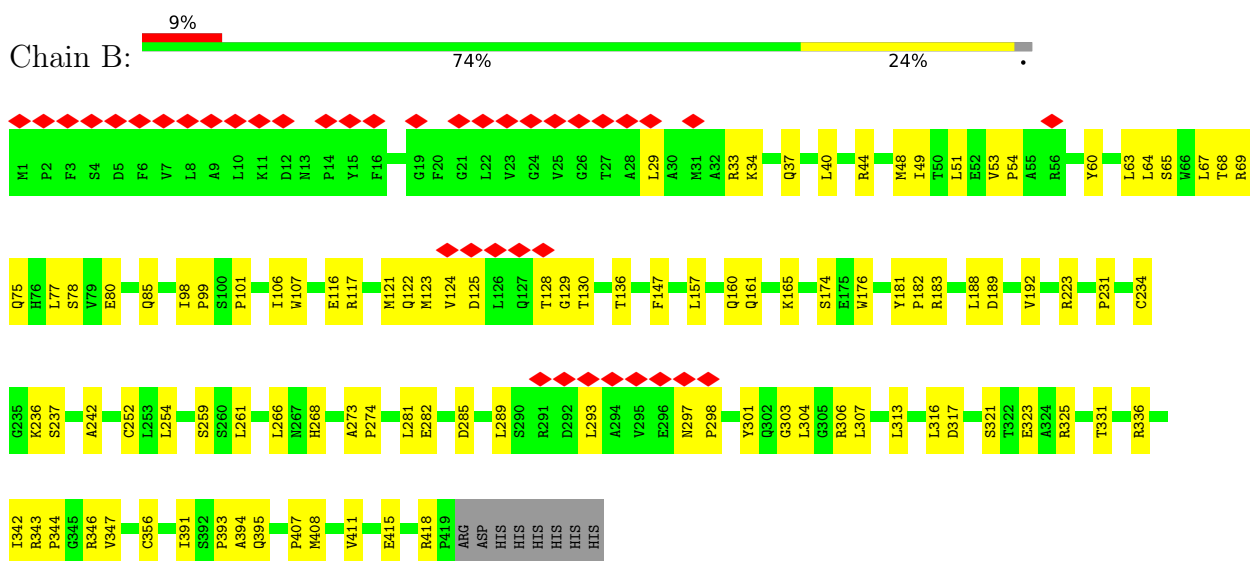 9%
Chain B:
74% 24% •
M1 P2 F3 S4 D5 F6 V7 L8 A9 L10 K11 D12 N13 P14 Y15 F16 G19 F20 G21 L22 V23 G24 V25 G26 T27 A28 L29 A30 M31 A32 R33 K34 Q37 L40 R44 M48 I49 T50 L51 E52 V53 P54 A55 R56 Y60 L63 L64 S65 W66 L67 T68 R69
Q75 H76 L77 S78 V79 E80 Q85 I98 P99 S100 P101 I106 W107 E116 R117 M121 Q122 M123 V124 D125 L126 Q127 T128 G129 T130 T136 F147 L157 Q160 Q161 K165 S174 E175 W176 Y181 P182 R183 L188 D189 V192 R223 P231 C234
G235 K236 S237 A242 C252 L253 L254 S259 S260 L261 L266 N267 H268 A273 P274 L281 E282 D285 L289 S290 R291 D292 L293 A294 V295 E296 N297 P298 Y301 Q302 G303 L304 G305 R306 L307 L313 L316 D317 S321 T322 E323 A324 R325 T331 R336
I342 R343 P344 G345 R346 V347 C356 I391 S392 P393 A394 Q395 P407 M408 V411 E415 R418 P419 ARG ASP HIS HIS HIS HIS HIS HIS